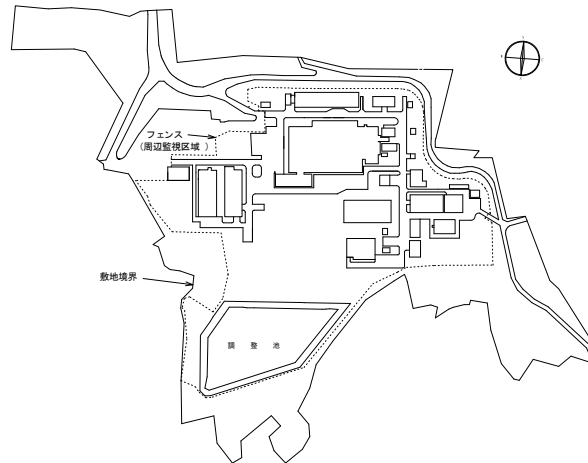 フェンス
（周辺監視区域 ）
敷地境界
調 整 池